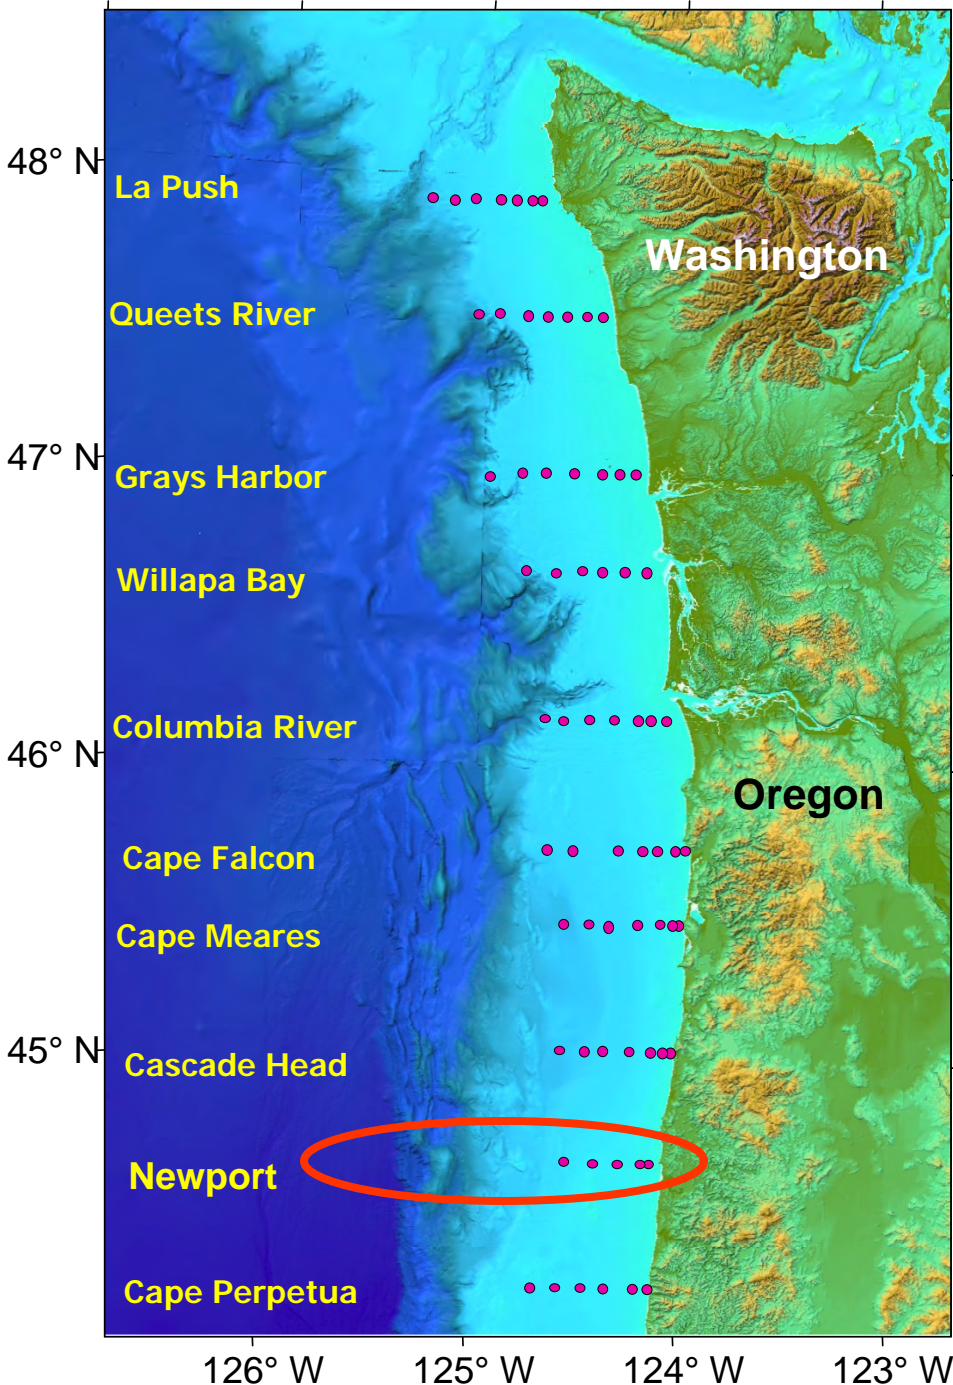 48° N
La Push
Washington
Queets River
47° N
Grays Harbor
Willapa Bay
Columbia River
46° N
Oregon
Cape Falcon
Cape Meares
45° N
Cascade Head
Newport
Cape Perpetua
126° W
125° W
124° W
123° W